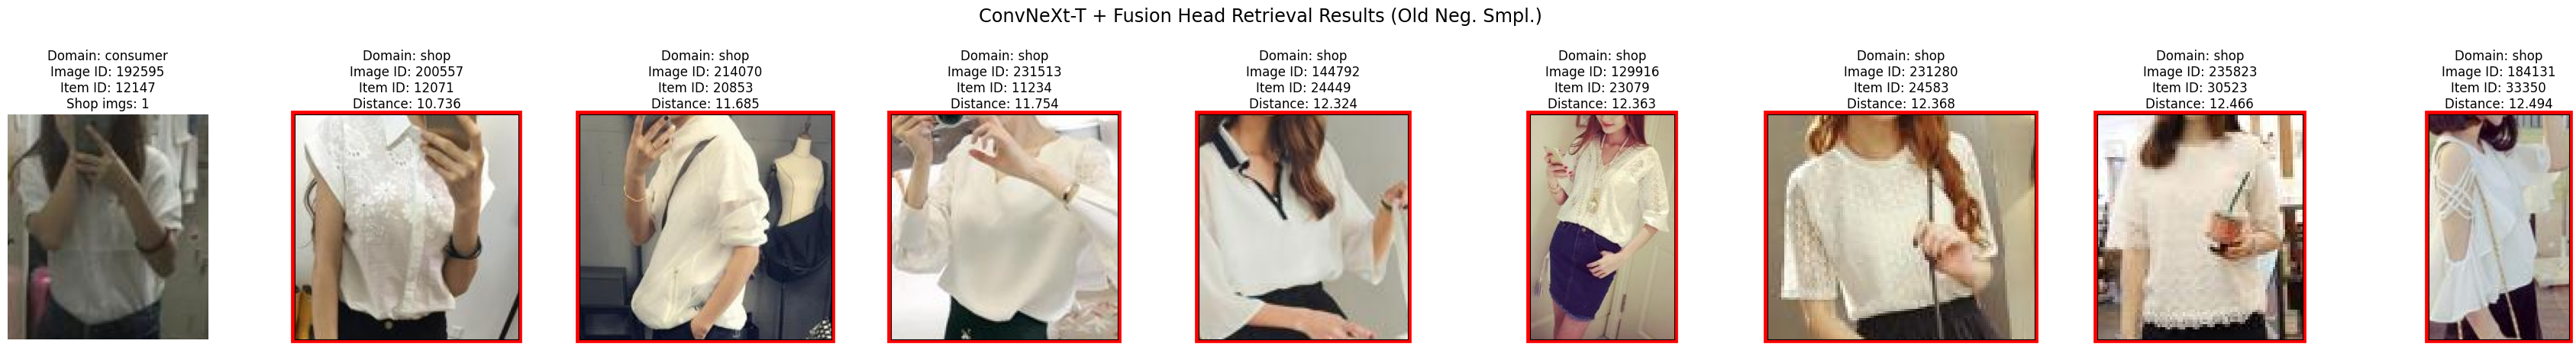 ConvNeXt-T + Fusion Head Retrieval Results (Old Neg. Smpl.)
Domain: consumer
Image ID: 192595
Item ID: 12147
Shop imgs: 1
Domain: shop
Image ID: 200557
Item ID: 12071
Distance: 10.736
Domain: shop
Image ID: 214070
Item ID: 20853
Distance: 11.685
Domain: shop
Image ID: 231513
Item ID: 11234
Distance: 11.754
Domain: shop
Image ID: 144792
Item ID: 24449
Distance: 12.324
Domain: shop
Image ID: 129916
Item ID: 23079
Distance: 12.363
Domain: shop
Image ID: 231280
Item ID: 24583
Distance: 12.368
Domain: shop
Image ID: 235823
Item ID: 30523
Distance: 12.466
Domain: shop
Image ID: 184131
Item ID: 33350
Distance: 12.494